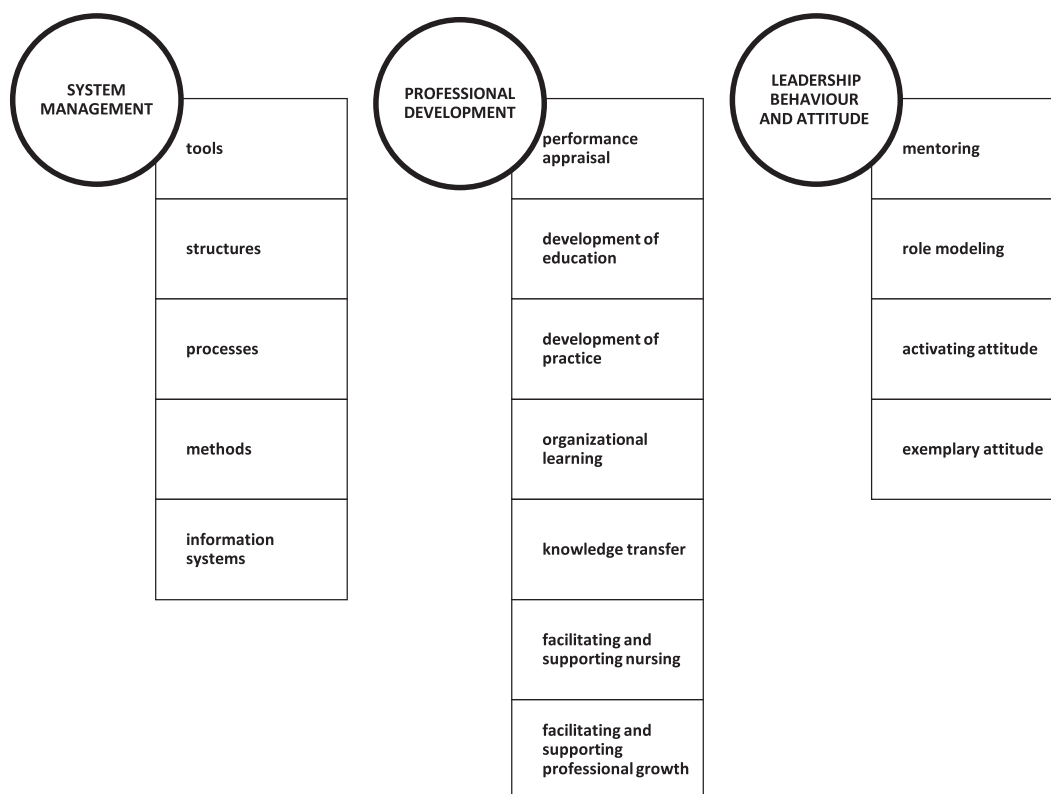 SYSTEM
MANAGEMENT
tools
structures
processes
methods
information
systems
PROFESSIONAL
DEVELOPMENT
performance
appraisal
development of
education
development of
practice
organizational
learning
knowledge transfer
facilitating and
supporting nursing
facilitating and
supporting
professional growth
LEADERSHIP
BEHAVIOUR
AND ATTITUDE
mentoring
role modeling
activating attitude
exemplary attitude